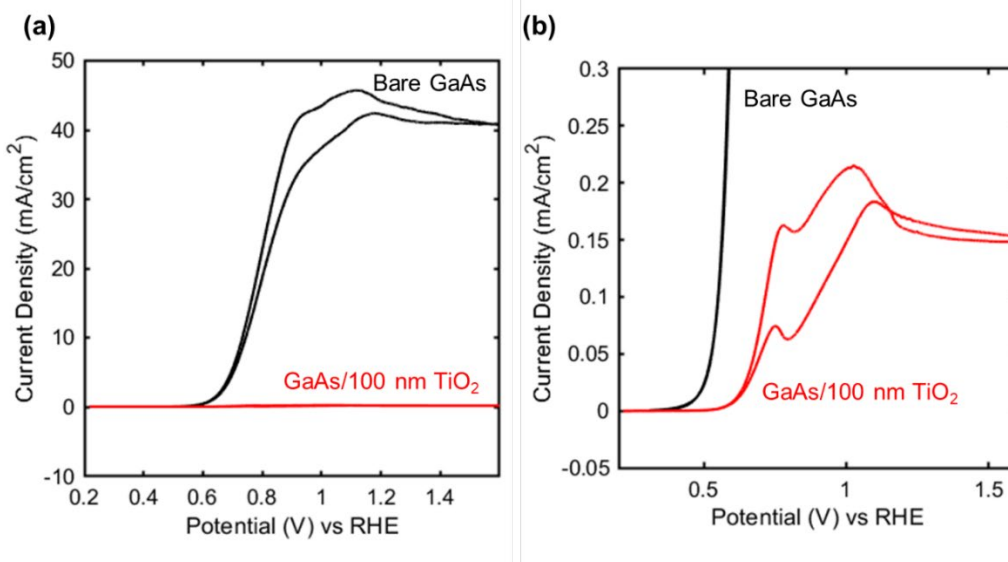 (a)
50
40
30
20
10
0
-10
0.2 0.4 0.6 0.8 1 1.2 1.4
Current Density (mA/cm²)
Potential (V) vs RHE
Bare GaAs
GaAs/100 nm TiO₂
(b)
0.3
0.25
0.2
0.15
0.1
0.05
0
-0.05
0.5 1 1.5
Current Density (mA/cm²)
Potential (V) vs RHE
Bare GaAs
GaAs/100 nm TiO₂